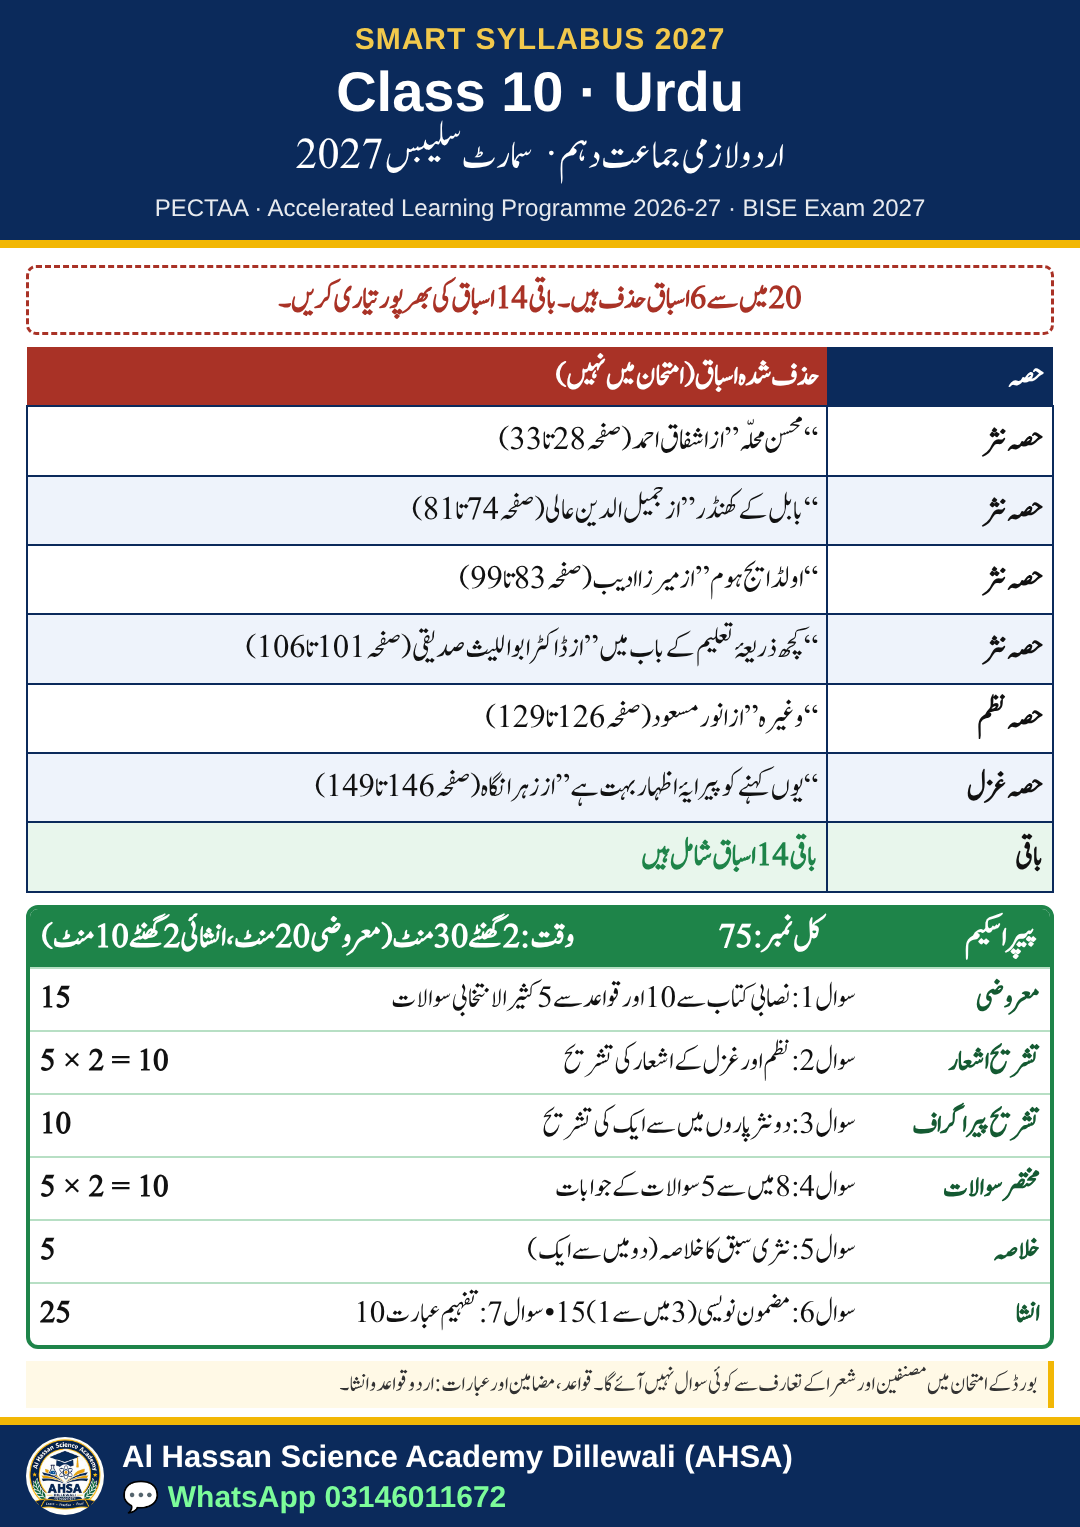 SMART SYLLABUS 2027
Class 10 · Urdu
اردو لازمی جماعت دہم · سمارٹ سلیبس 2027
PECTAA · Accelerated Learning Programme 2026-27 · BISE Exam 2027
20 میں سے 6 اسباق حذف ہیں۔ باقی 14 اسباق کی بھرپور تیاری کریں۔
حصہ حذف شدہ اسباق (امتحان میں نہیں)
حصہ نثر “محسن محلّہ” از اشفاق احمد (صفحہ 28 تا 33)
حصہ نثر “بابل کے کھنڈر” از جمیل الدین عالی (صفحہ 74 تا 81)
حصہ نثر “اولڈ ایج ہوم” از میرزا ادیب (صفحہ 83 تا 99)
حصہ نثر “کچھ ذریعۂ تعلیم کے باب میں” از ڈاکٹر ابواللیث صدیقی (صفحہ 101 تا 106)
حصہ نظم “وغیرہ” از انور مسعود (صفحہ 126 تا 129)
حصہ غزل “یوں کہنے کو پیرایۂ اظہار بہت ہے” از زہرا نگاہ (صفحہ 146 تا 149)
باقی باقی 14 اسباق شامل ہیں
پیپر اسکیم کل نمبر: 75 وقت: 2 گھنٹے 30 منٹ (معروضی 20 منٹ، انشائی 2 گھنٹے 10 منٹ)
معروضی سوال 1: نصابی کتاب سے 10 اور قواعد سے 5 کثیر الانتخابی سوالات 15
تشریح اشعار سوال 2: نظم اور غزل کے اشعار کی تشریح 5 × 2 = 10
تشریح پیراگراف سوال 3: دو نثر پاروں میں سے ایک کی تشریح 10
مختصر سوالات سوال 4: 8 میں سے 5 سوالات کے جوابات 5 × 2 = 10
خلاصہ سوال 5: نثری سبق کا خلاصہ (دو میں سے ایک) 5
انشا سوال 6: مضمون نویسی (3 میں سے 1) 15 • سوال 7: تفہیم عبارت 10 25
بورڈ کے امتحان میں مصنفین اور شعرا کے تعارف سے کوئی سوال نہیں آئے گا۔ قواعد، مضامین اور عبارات: اردو قواعد و انشا۔
Al Hassan Science Academy Dillewali (AHSA)
💬 WhatsApp 03146011672
Al Hassan Science Academy
AHSA